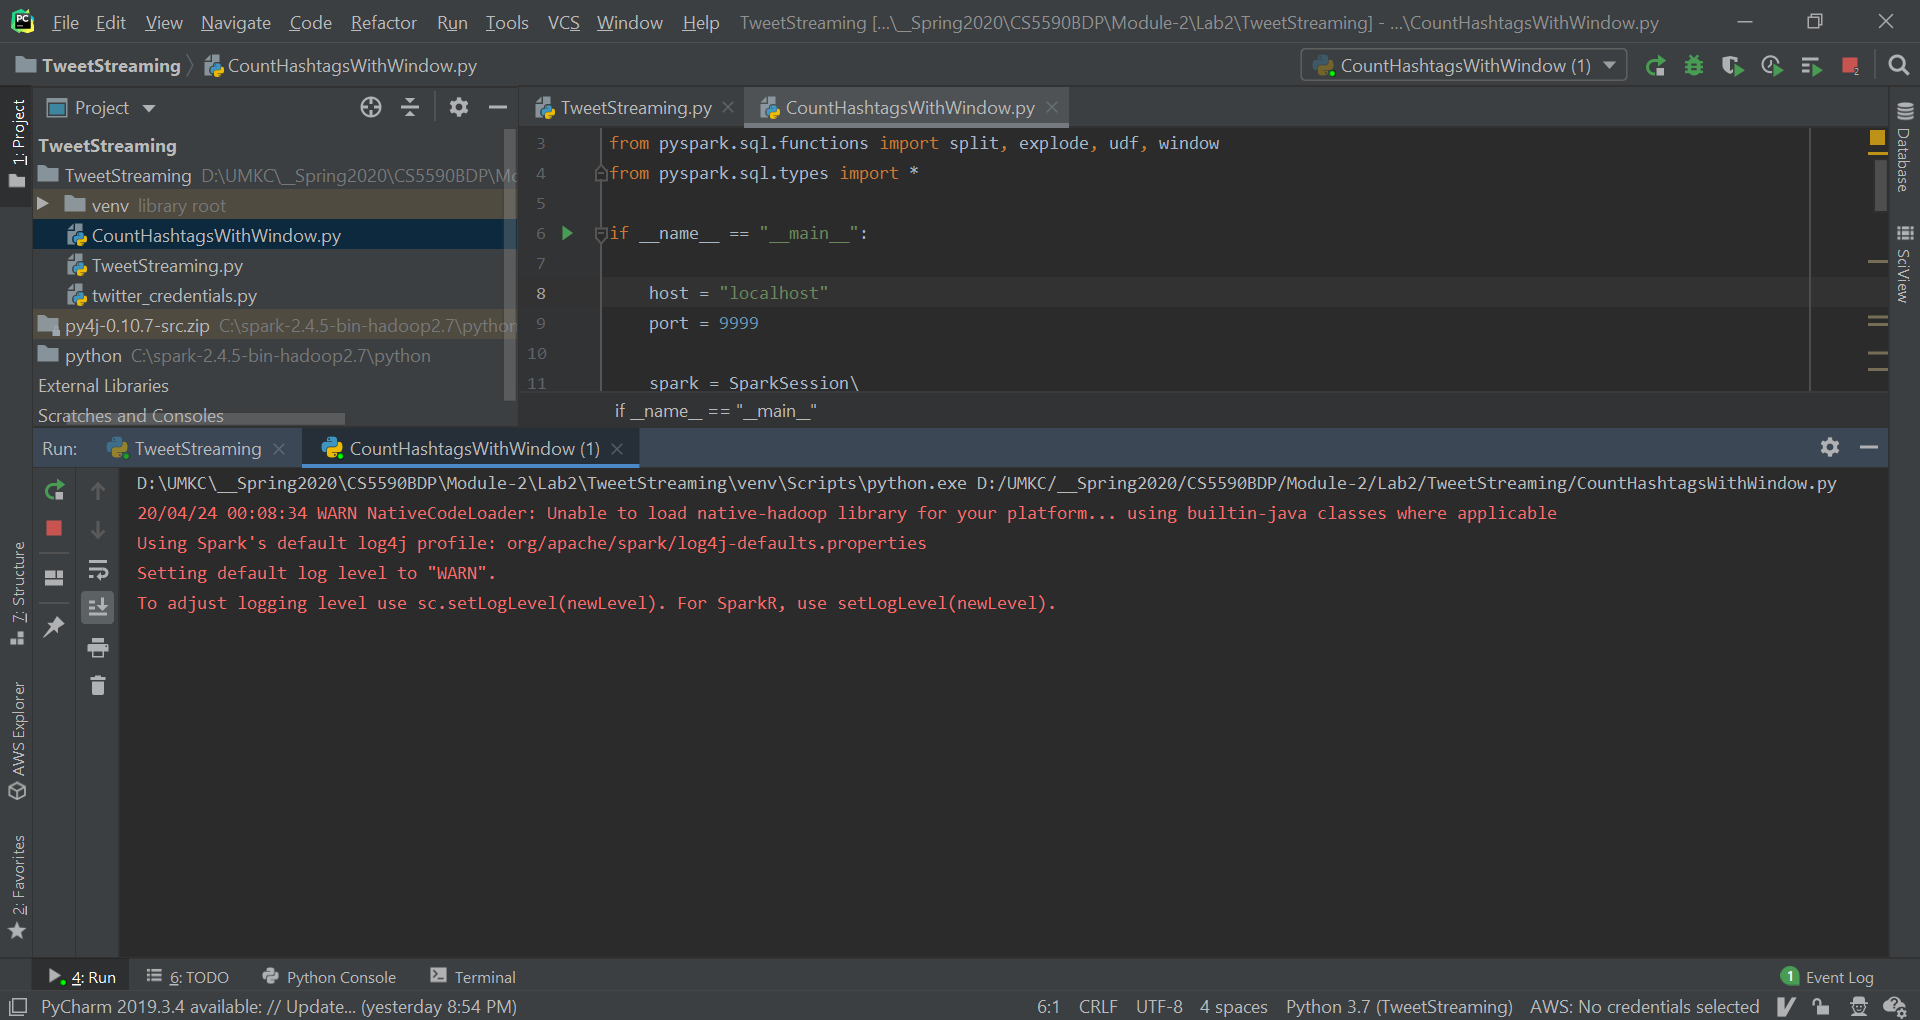 File Edit View Navigate Code Refactor Run Tools VCS Window Help TweetStreaming [...\__Spring2020\CS5590BDP\Module-2\Lab2\TweetStreaming] - ...\CountHashtagsWithWindow.py
TweetStreaming CountHashtagsWithWindow.py CountHashtagsWithWindow (1)
1: Project
Project
TweetStreaming
TweetStreaming D:\UMKC\__Spring2020\CS5590BDP\Mo
venv library root
CountHashtagsWithWindow.py
TweetStreaming.py
twitter_credentials.py
py4j-0.10.7-src.zip C:\spark-2.4.5-bin-hadoop2.7\python
python C:\spark-2.4.5-bin-hadoop2.7\python
External Libraries
Scratches and Consoles
TweetStreaming.py CountHashtagsWithWindow.py
3 from pyspark.sql.functions import split, explode, udf, window
4 from pyspark.sql.types import *
5
6 if __name__ == "__main__":
7
8 host = "localhost"
9 port = 9999
10
11 spark = SparkSession\
if __name__ == "__main__"
Database
SciView
Run: TweetStreaming CountHashtagsWithWindow (1)
D:\UMKC\__Spring2020\CS5590BDP\Module-2\Lab2\TweetStreaming\venv\Scripts\python.exe D:/UMKC/__Spring2020/CS5590BDP/Module-2/Lab2/TweetStreaming/CountHashtagsWithWindow.py
20/04/24 00:08:34 WARN NativeCodeLoader: Unable to load native-hadoop library for your platform... using builtin-java classes where applicable
Using Spark's default log4j profile: org/apache/spark/log4j-defaults.properties
Setting default log level to "WARN".
To adjust logging level use sc.setLogLevel(newLevel). For SparkR, use setLogLevel(newLevel).
7: Structure
AWS Explorer
2: Favorites
4: Run 6: TODO Python Console Terminal 1 Event Log
PyCharm 2019.3.4 available: // Update... (yesterday 8:54 PM) 6:1 CRLF UTF-8 4 spaces Python 3.7 (TweetStreaming) AWS: No credentials selected